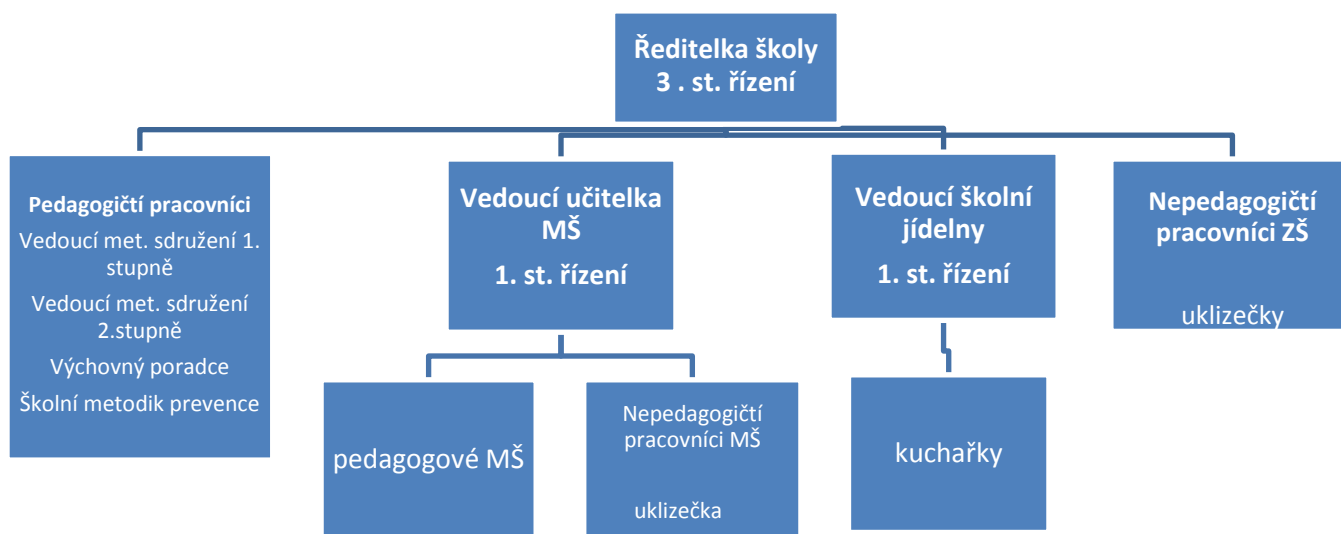 Ředitelka školy
3 . st. řízení
Pedagogičtí pracovníci
Vedoucí met. sdružení 1.
stupně
Vedoucí met. sdružení
2.stupně
Výchovný poradce
Školní metodik prevence
Vedoucí učitelka
MŠ
1. st. řízení
Vedoucí školní
jídelny
1. st. řízení
Nepedagogičtí
pracovníci ZŠ
uklizečky
pedagogové MŠ
Nepedagogičtí
pracovníci MŠ
uklizečka
kuchařky